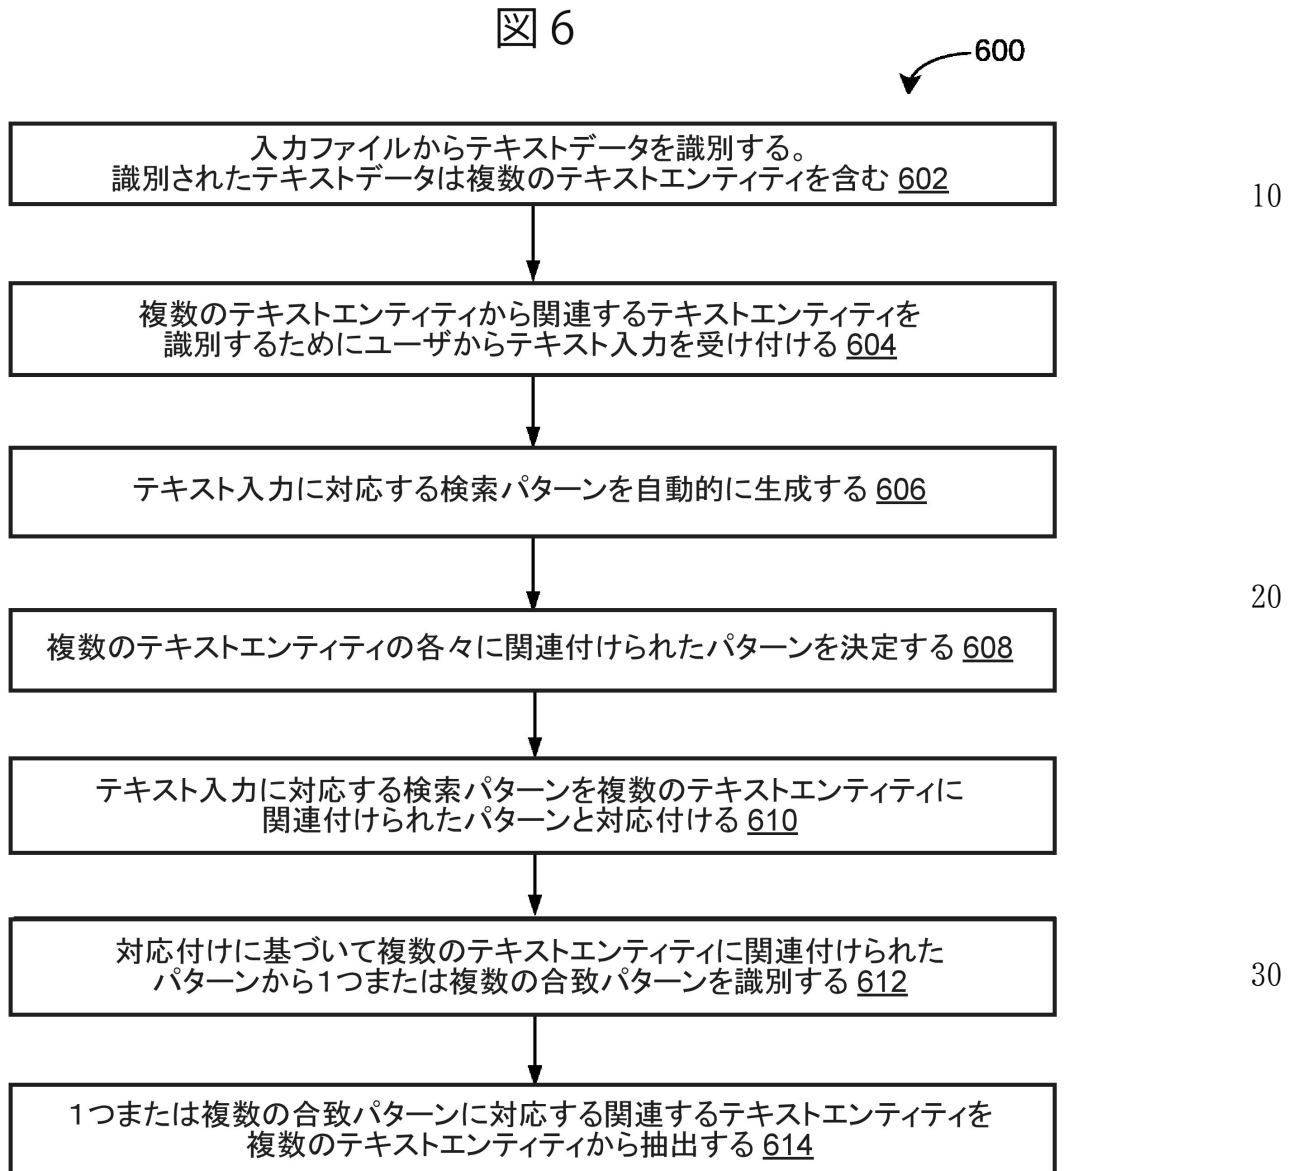 図６
600
入力ファイルからテキストデータを識別する。
識別されたテキストデータは複数のテキストエンティティを含む 602
10
複数のテキストエンティティから関連するテキストエンティティを
識別するためにユーザからテキスト入力を受け付ける 604
テキスト入力に対応する検索パターンを自動的に生成する 606
20
複数のテキストエンティティの各々に関連付けられたパターンを決定する 608
テキスト入力に対応する検索パターンを複数のテキストエンティティに
関連付けられたパターンと対応付ける 610
対応付けに基づいて複数のテキストエンティティに関連付けられた
パターンから１つまたは複数の合致パターンを識別する 612
30
１つまたは複数の合致パターンに対応する関連するテキストエンティティを
複数のテキストエンティティから抽出する 614